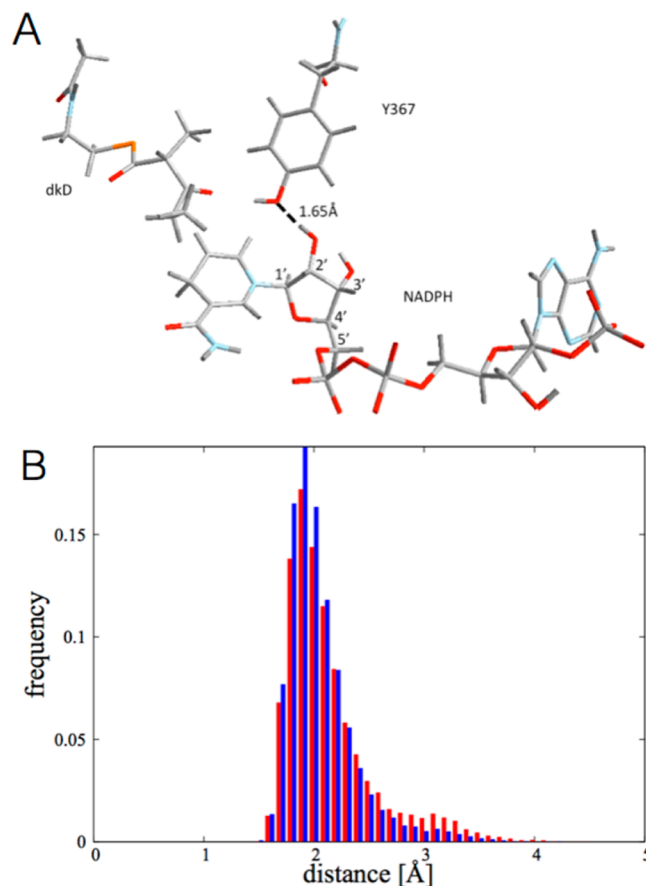 A
Y367
dkD
1.65Å
1'
2'
3'
NADPH
4'
5'
B
frequency
0.15
0.1
0.05
0
0
1
2
3
4
5
distance [Å]